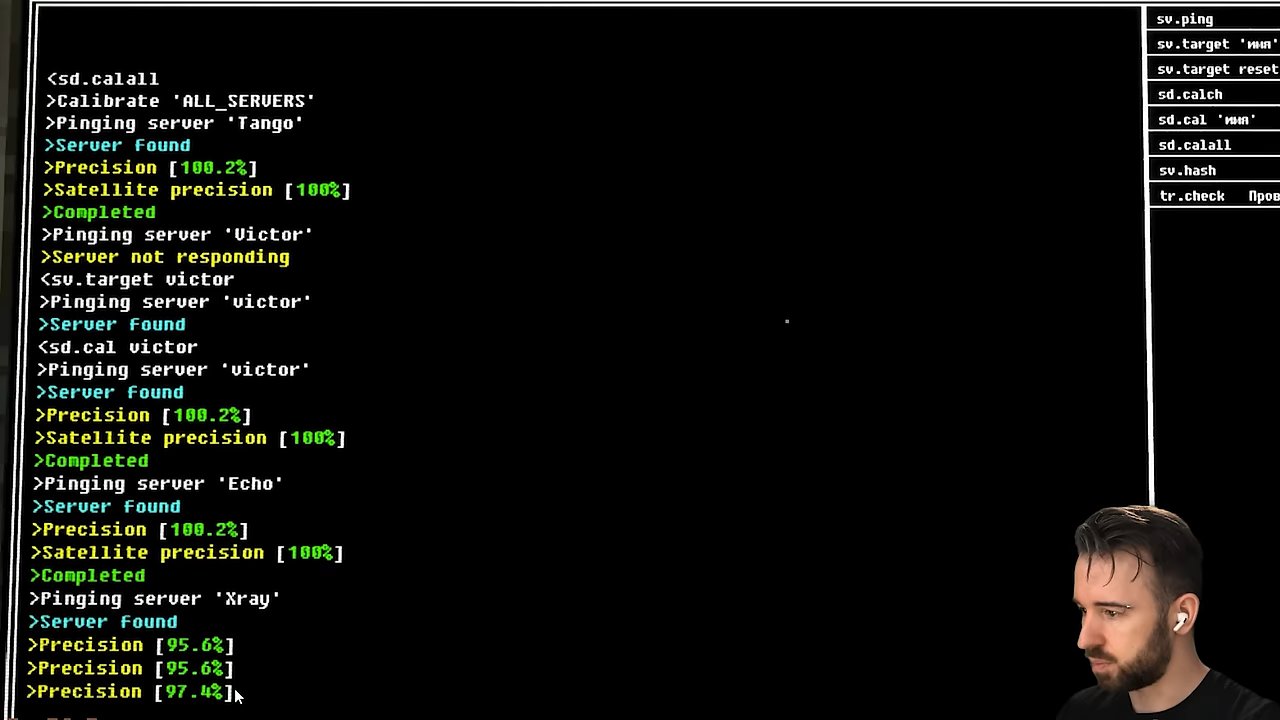 <sd.calall
>Calibrate 'ALL_SERVERS'
>Pinging server 'Tango'
>Server found
>Precision [100.2%]
>Satellite precision [100%]
>Completed
>Pinging server 'Victor'
>Server not responding
<sv.target victor
>Pinging server 'victor'
>Server found
<sd.cal victor
>Pinging server 'victor'
>Server found
>Precision [100.2%]
>Satellite precision [100%]
>Completed
>Pinging server 'Echo'
>Server found
>Precision [100.2%]
>Satellite precision [100%]
>Completed
>Pinging server 'Xray'
>Server found
>Precision [95.6%]
>Precision [95.6%]
>Precision [97.4%]
sv.ping
sv.target 'имя'
sv.target reset
sd.calch
sd.cal 'имя'
sd.calall
sv.hash
tr.check Пров